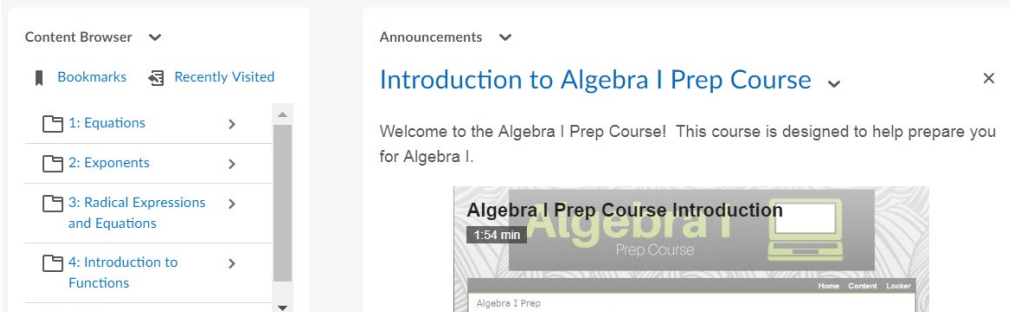 Content Browser
Bookmarks
Recently Visited
1: Equations
2: Exponents
3: Radical Expressions
and Equations
4: Introduction to
Functions
Announcements
Introduction to Algebra I Prep Course
Welcome to the Algebra I Prep Course!  This course is designed to help prepare you
for Algebra I.
Algebra I Prep Course Introduction
1:54 min
Algebra I
Prep Course
Home Content Locker
Algebra I Prep